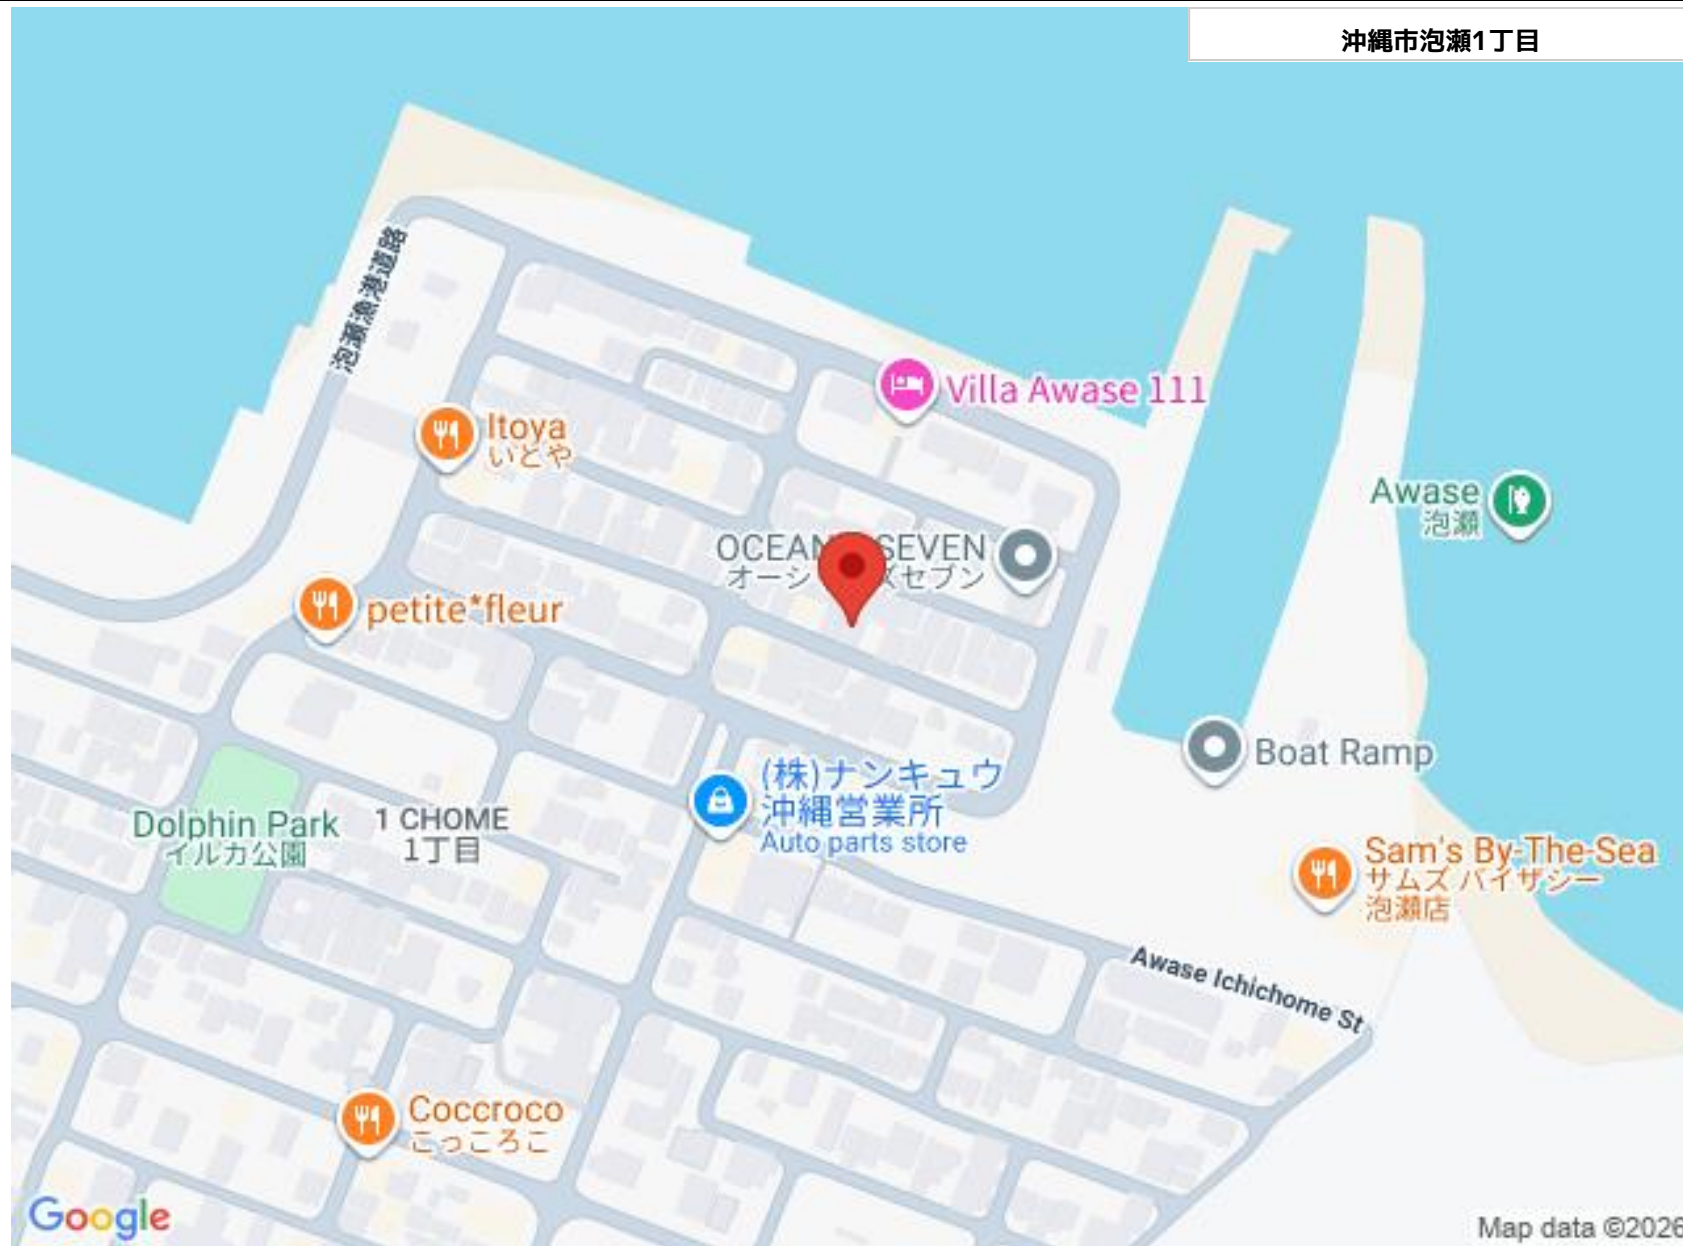 沖縄市泡瀬1丁目
泡瀬漁港道路
Villa Awase 111
Itoya
いとや
Awase
泡瀬
OCEAN SEVEN
オーシ ズセブン
petite*fleur
Boat Ramp
(株)ナンキュウ
沖縄営業所
Auto parts store
Dolphin Park
イルカ公園
1 CHOME
1丁目
Sam's By-The-Sea
サムズ バイザシー
泡瀬店
Awase Ichichome St
Coccroco
こっころこ
Google
Map data ©2026